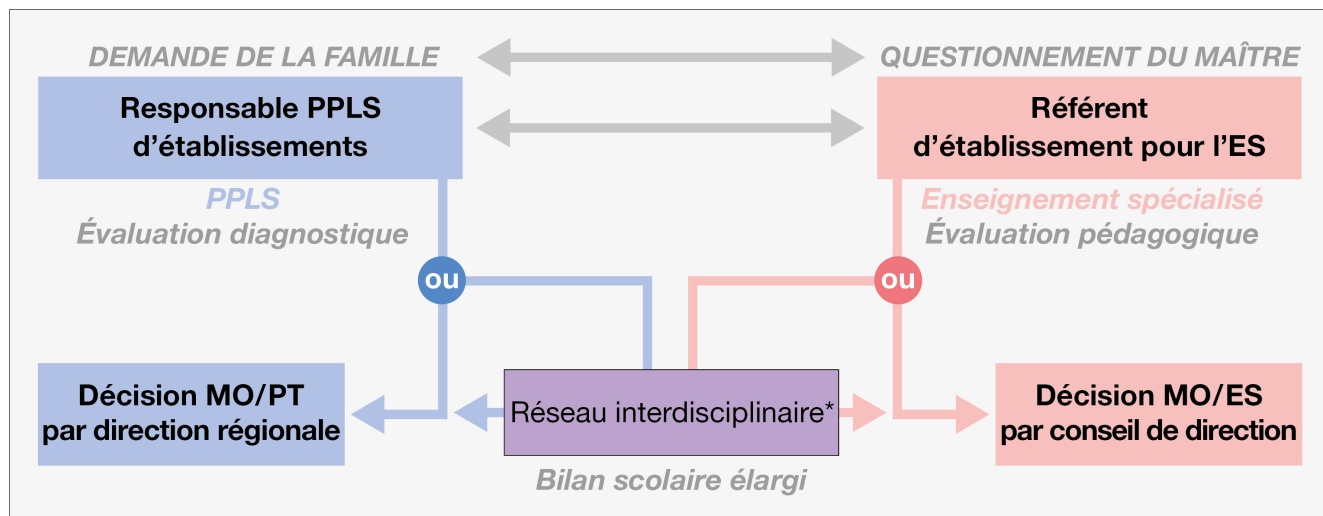 DEMANDE DE LA FAMILLE
QUESTIONNEMENT DU MAÎTRE
Responsable PPLS
d’établissements
Référent
d’établissement pour l’ES
PPLS
Évaluation diagnostique
Enseignement spécialisé
Évaluation pédagogique
ou
ou
Décision MO/PT
par direction régionale
Réseau interdisciplinaire*
Décision MO/ES
par conseil de direction
Bilan scolaire élargi